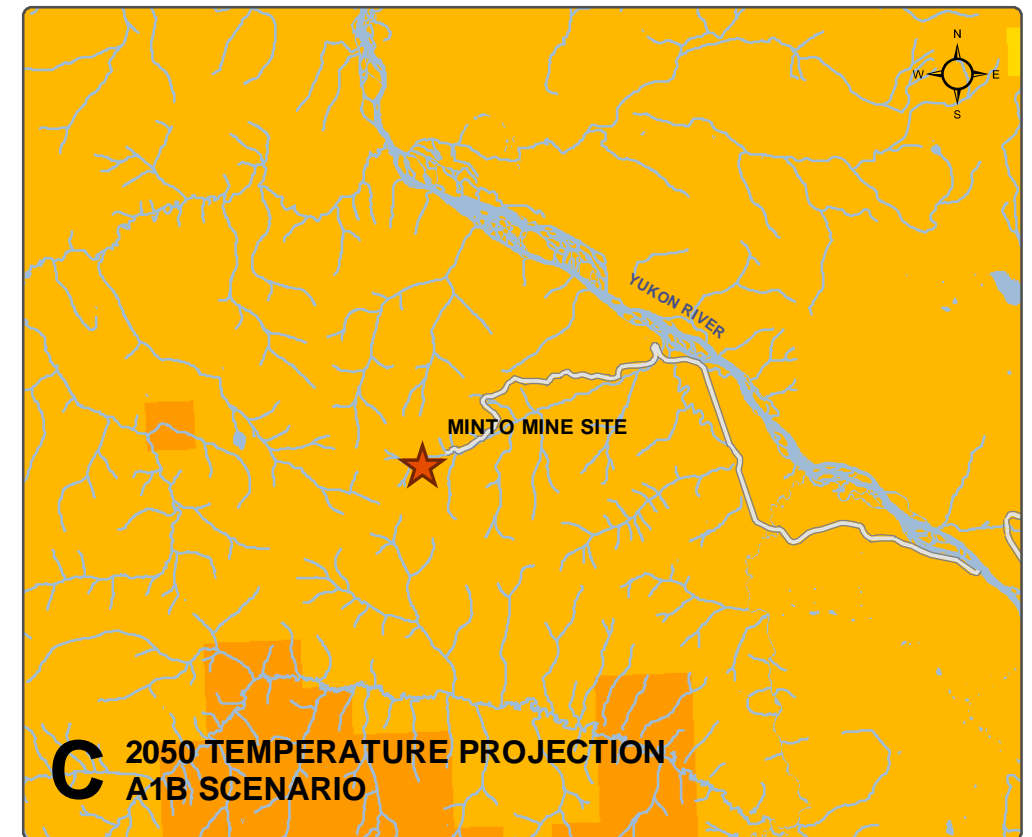 N
W E
S
YUKON RIVER
MINTO MINE SITE
C
2050 TEMPERATURE PROJECTION
A1B SCENARIO